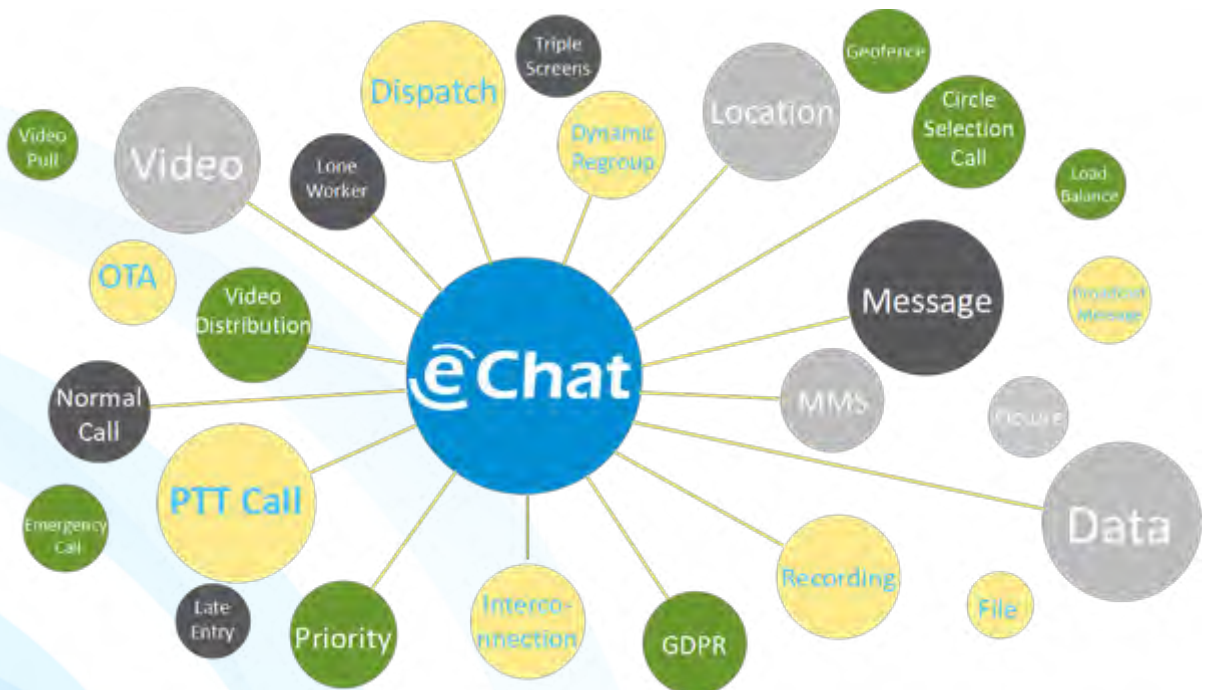 Triple
Screens
Geofence
Dispatch
Location
Circle
Selection
Call
Video
Pull
Video
Lone
Worker
Dynamic
Regroup
Load
Balance
OTA
Video
Distribution
Message
Broadcast
Message
eChat
Normal
Call
MMS
Picture
PTT Call
Data
Emergency
Call
Recording
Late
Entry
Priority
Interco-
nnection
GDPR
File